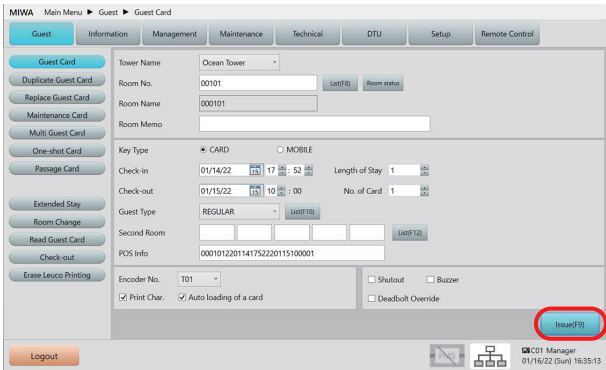 MIWA Main Menu ▶ Guest ▶ Guest Card
Guest Information Management Maintenance Technical DTU Setup Remote Control
Guest Card
Duplicate Guest Card
Replace Guest Card
Maintenance Card
Multi Guest Card
One-shot Card
Passage Card
Extended Stay
Room Change
Read Guest Card
Check-out
Erase Leuco Printing
Tower Name Ocean Tower
Room No. 00101 List(F8) Room status
Room Name 000101
Room Memo
Key Type CARD MOBILE
Check-in 01/14/22 15 17 : 52 Length of Stay 1
Check-out 01/15/22 15 10 : 00 No. of Card 1
Guest Type REGULAR List(F10)
Second Room List(F12)
POS Info 0001012201141752220115100001
Encoder No. T01 Shutout Buzzer
Print Char. Auto loading of a card Deadbolt Override
Issue(F9)
Logout PMS C01 Manager
01/16/22 (Sun) 16:35:13